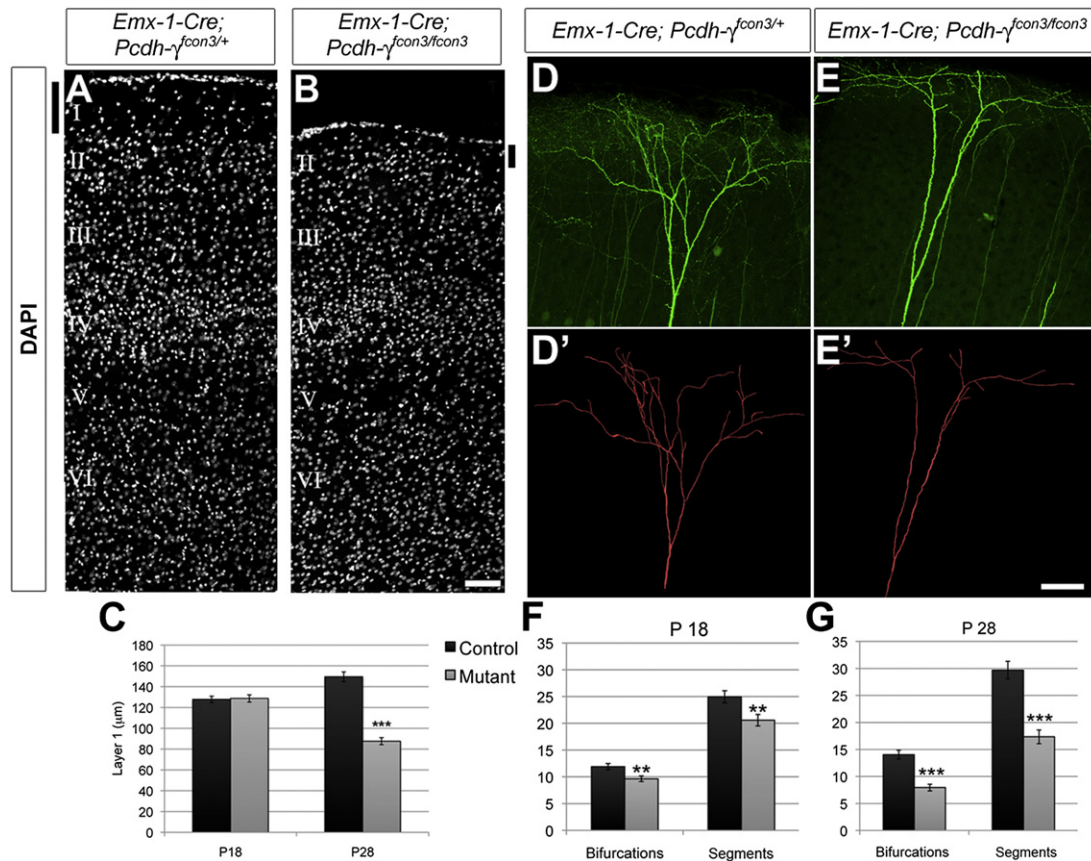 Emx-1-Cre;
Pcdh-γfcon3/+
Emx-1-Cre;
Pcdh-γfcon3/fcon3
Emx-1-Cre; Pcdh-γfcon3/+
Emx-1-Cre; Pcdh-γfcon3/fcon3
DAPI
A
I
II
III
IV
V
VI
B
II
III
IV
V
VI
D
E
D'
E'
C
180
160
140
120
100
80
60
40
20
0
Layer 1 (μm)
***
P18
P28
Control
Mutant
F
P 18
35
30
25
20
15
10
5
0
**
**
Bifurcations
Segments
G
P 28
35
30
25
20
15
10
5
0
***
***
Bifurcations
Segments